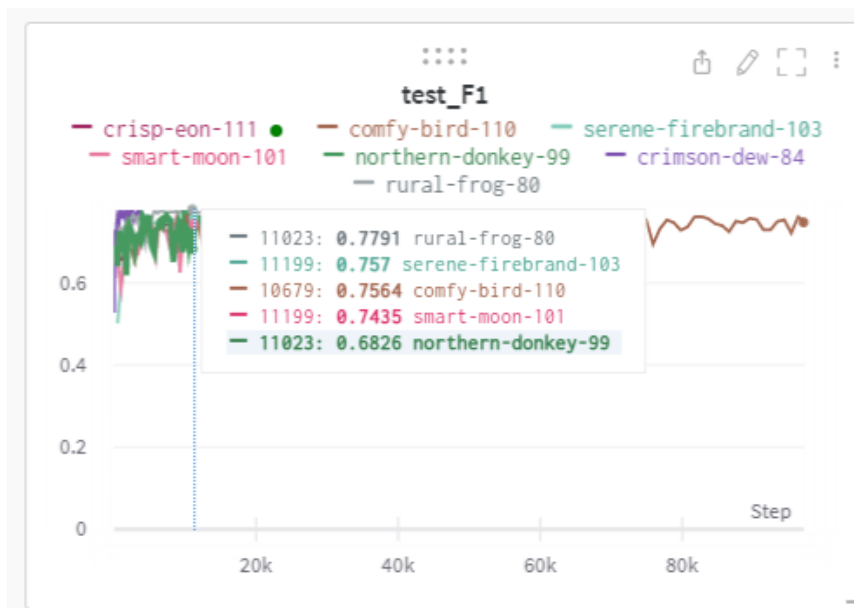 test_F1
crisp-eon-111 comfy-bird-110 serene-firebrand-103
smart-moon-101 northern-donkey-99 crimson-dew-84
rural-frog-80
11023: 0.7791 rural-frog-80
11199: 0.757 serene-firebrand-103
10679: 0.7564 comfy-bird-110
11199: 0.7435 smart-moon-101
11023: 0.6826 northern-donkey-99
0.6
0.4
0.2
0
Step
20k 40k 60k 80k